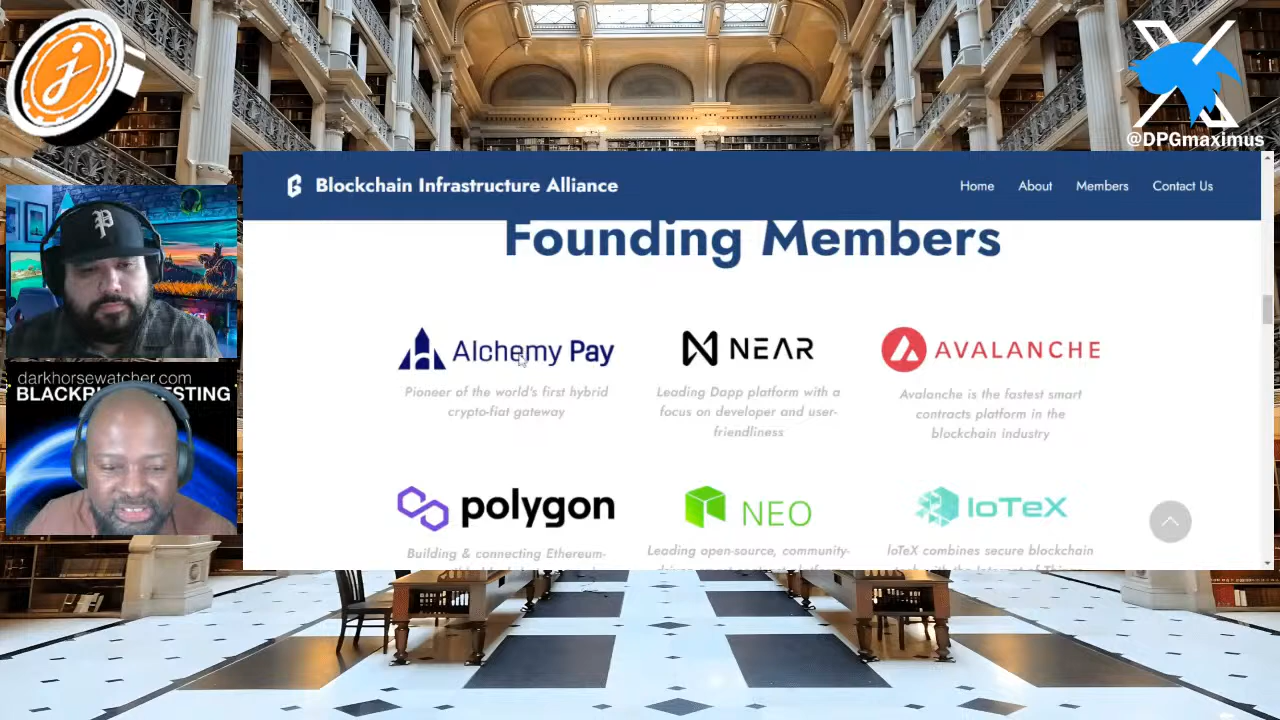 j
@DPGmaximus
P
darkhorsewatcher.com
Blockchain Infrastructure Alliance
Home About Members Contact Us
Founding Members
Alchemy Pay
Pioneer of the world's first hybrid
crypto-fiat gateway
NEAR
Leading Dapp platform with a
focus on developer and user-
friendliness
AVALANCHE
Avalanche is the fastest smart
contracts platform in the
blockchain industry
polygon
Building & connecting Ethereum-
NEO
Leading open-source, community-
IoTeX
IoTeX combines secure blockchain